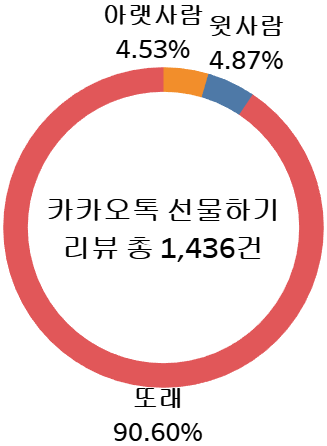 아랫사람
4.53%
윗사람
4.87%
카카오톡 선물하기
리뷰 총 1,436건
또래
90.60%